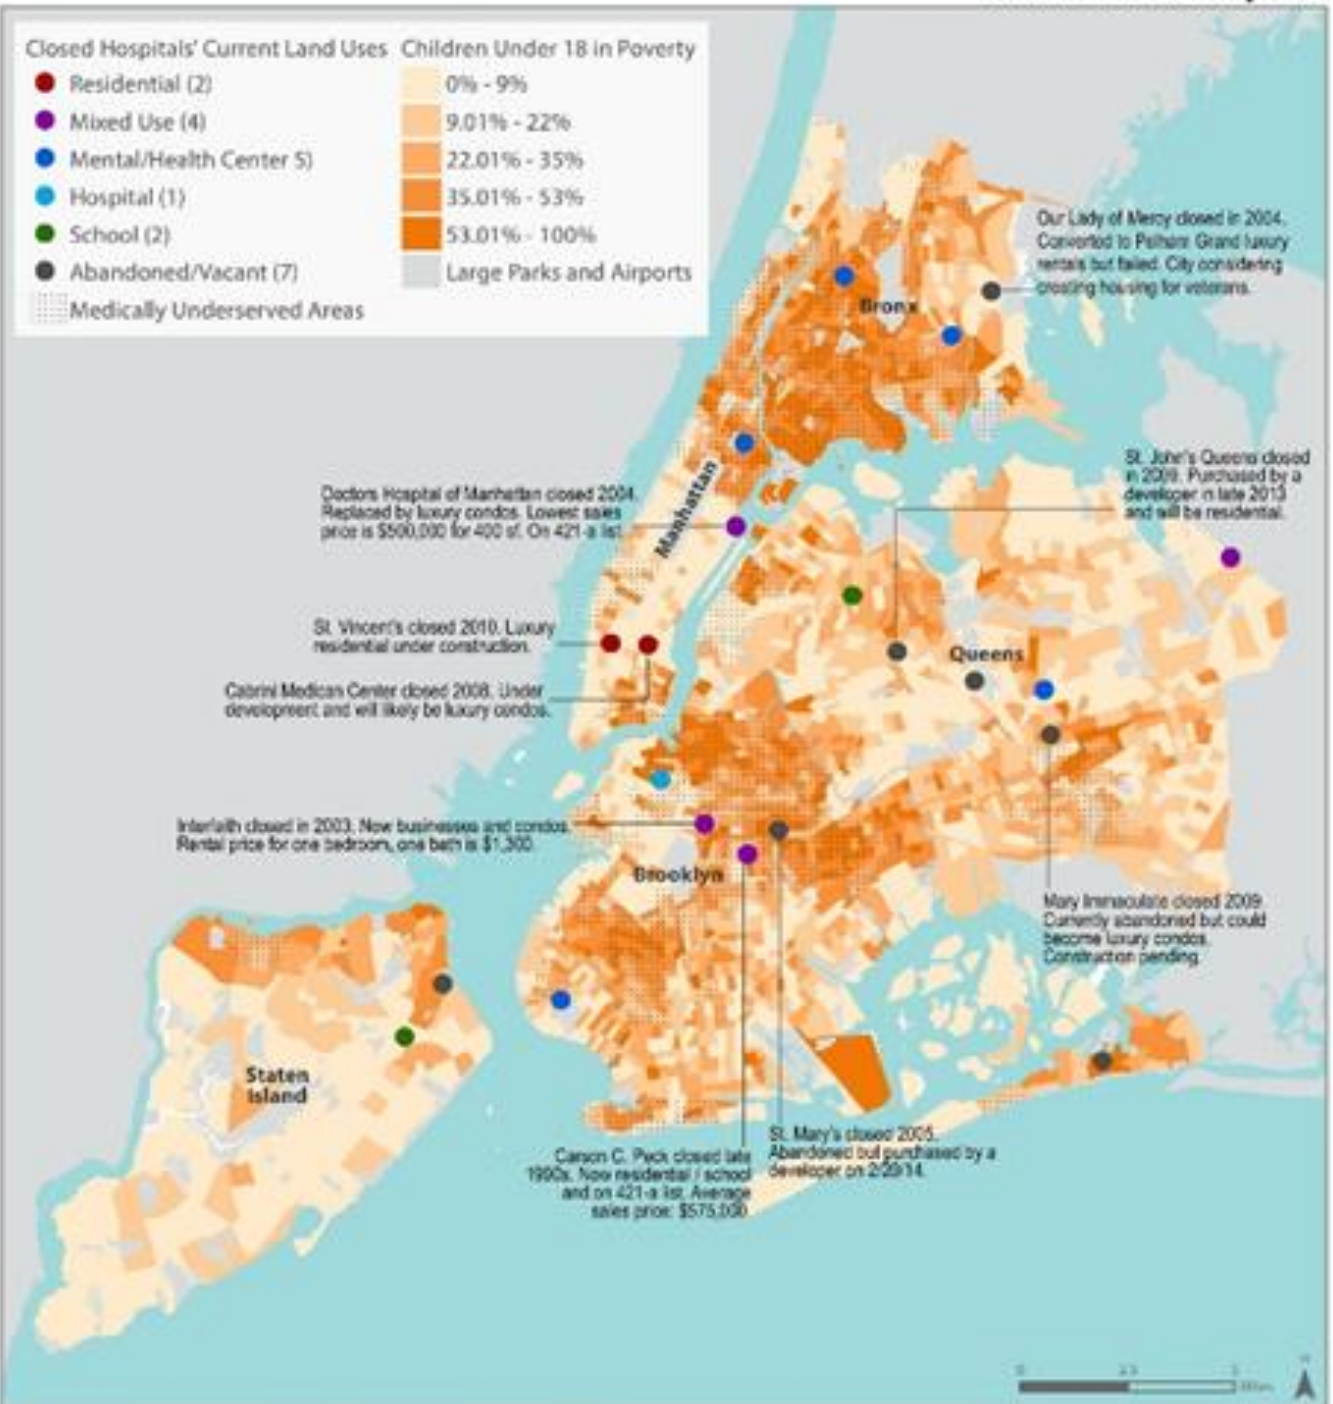 Closed Hospitals' Current Land Uses
Residential (2)
Mixed Use (4)
Mental/Health Center 5)
Hospital (1)
School (2)
Abandoned/Vacant (7)
Medically Underserved Areas
Children Under 18 in Poverty
0% - 9%
9.01% - 22%
22.01% - 35%
35.01% - 53%
53.01% - 100%
Large Parks and Airports
Our Lady of Mercy closed in 2004.
Converted to Pelham Grand luxury
rentals but failed. City considering
creating housing for veterans.
Bronx
St. John's Queens closed
in 2009. Purchased by a
developer in late 2013
and will be residential.
Manhattan
Doctors Hospital of Manhattan closed 2004.
Replaced by luxury condos. Lowest sales
price is $500,000 for 400 sf. On 421-a list.
St. Vincent's closed 2010. Luxury
residential under construction.
Queens
Cabrini Medican Center closed 2008. Under
development and will likely be luxury condos.
Interfaith closed in 2003. Now businesses and condos.
Rental price for one bedroom, one bath is $1,300.
Brooklyn
Mary Immaculate closed 2009.
Currently abandoned but could
become luxury condos.
Construction pending.
Staten
Island
Carson C. Peck closed late
1990s. Now residential / school
and on 421-a list. Average
sales price: $575,000
St. Mary's closed 2005.
Abandoned but purchased by a
developer on